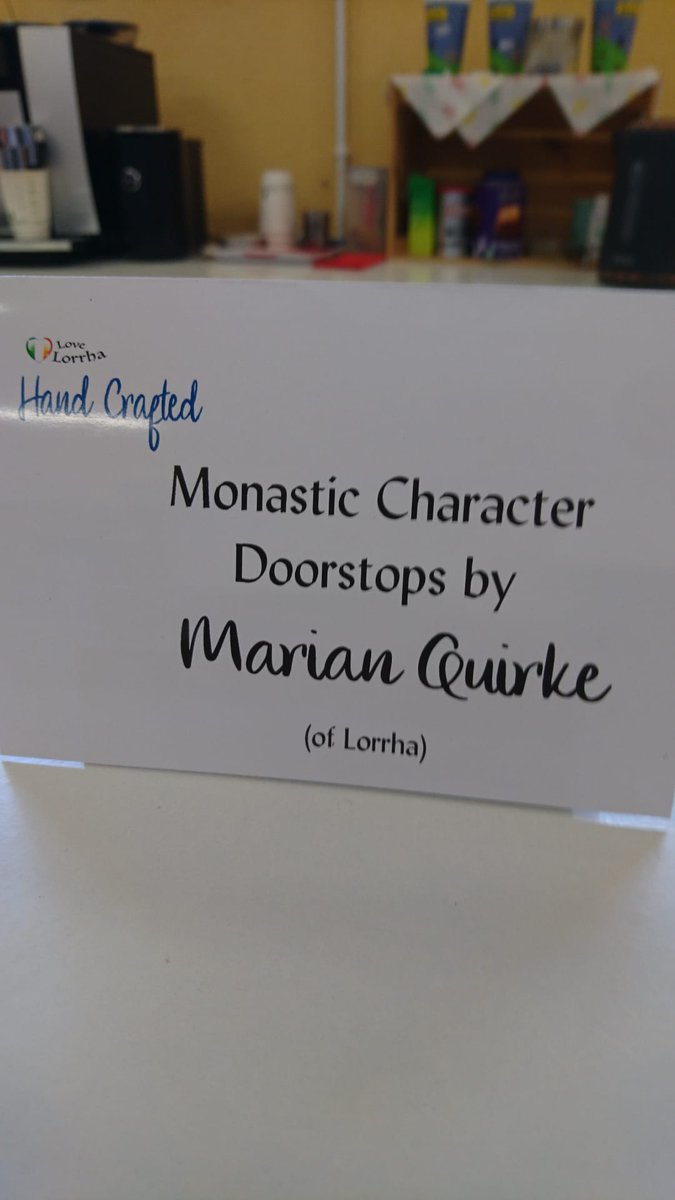 Love
Lorrha
Hand Crafted
Monastic Character
Doorstops by
Marian Quirke
(of Lorrha)